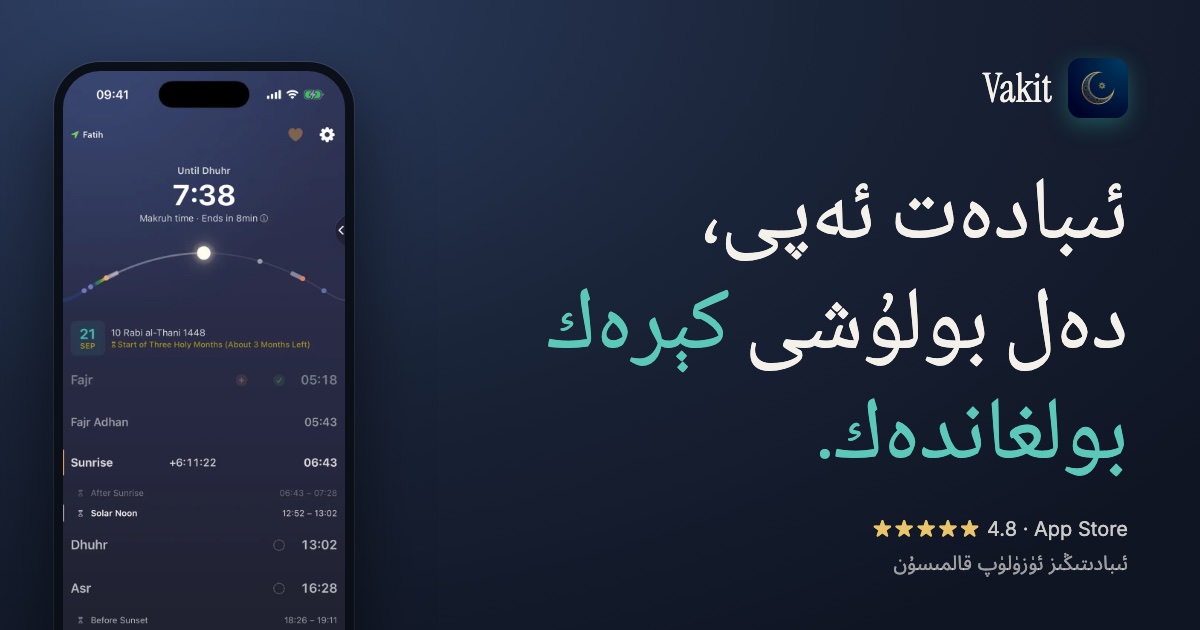 09:41
Fatih
Until Dhuhr
7:38
Makruh time · Ends in 8min ⓘ
21
SEP
10 Rabi al-Thani 1448
Start of Three Holy Months (About 3 Months Left)
Fajr 05:18
Fajr Adhan 05:43
Sunrise +6:11:22 06:43
After Sunrise 06:43 – 07:28
Solar Noon 12:52 – 13:02
Dhuhr 13:02
Asr 16:28
Before Sunset 18:26 – 19:11
Vakit
ئىبادەت ئەپى،
دەل بولۇشى كېرەك
بولغاندەك.
★★★★★ 4.8 · App Store
ئىبادىتىڭىز ئۈزۈلۈپ قالمىسۇن